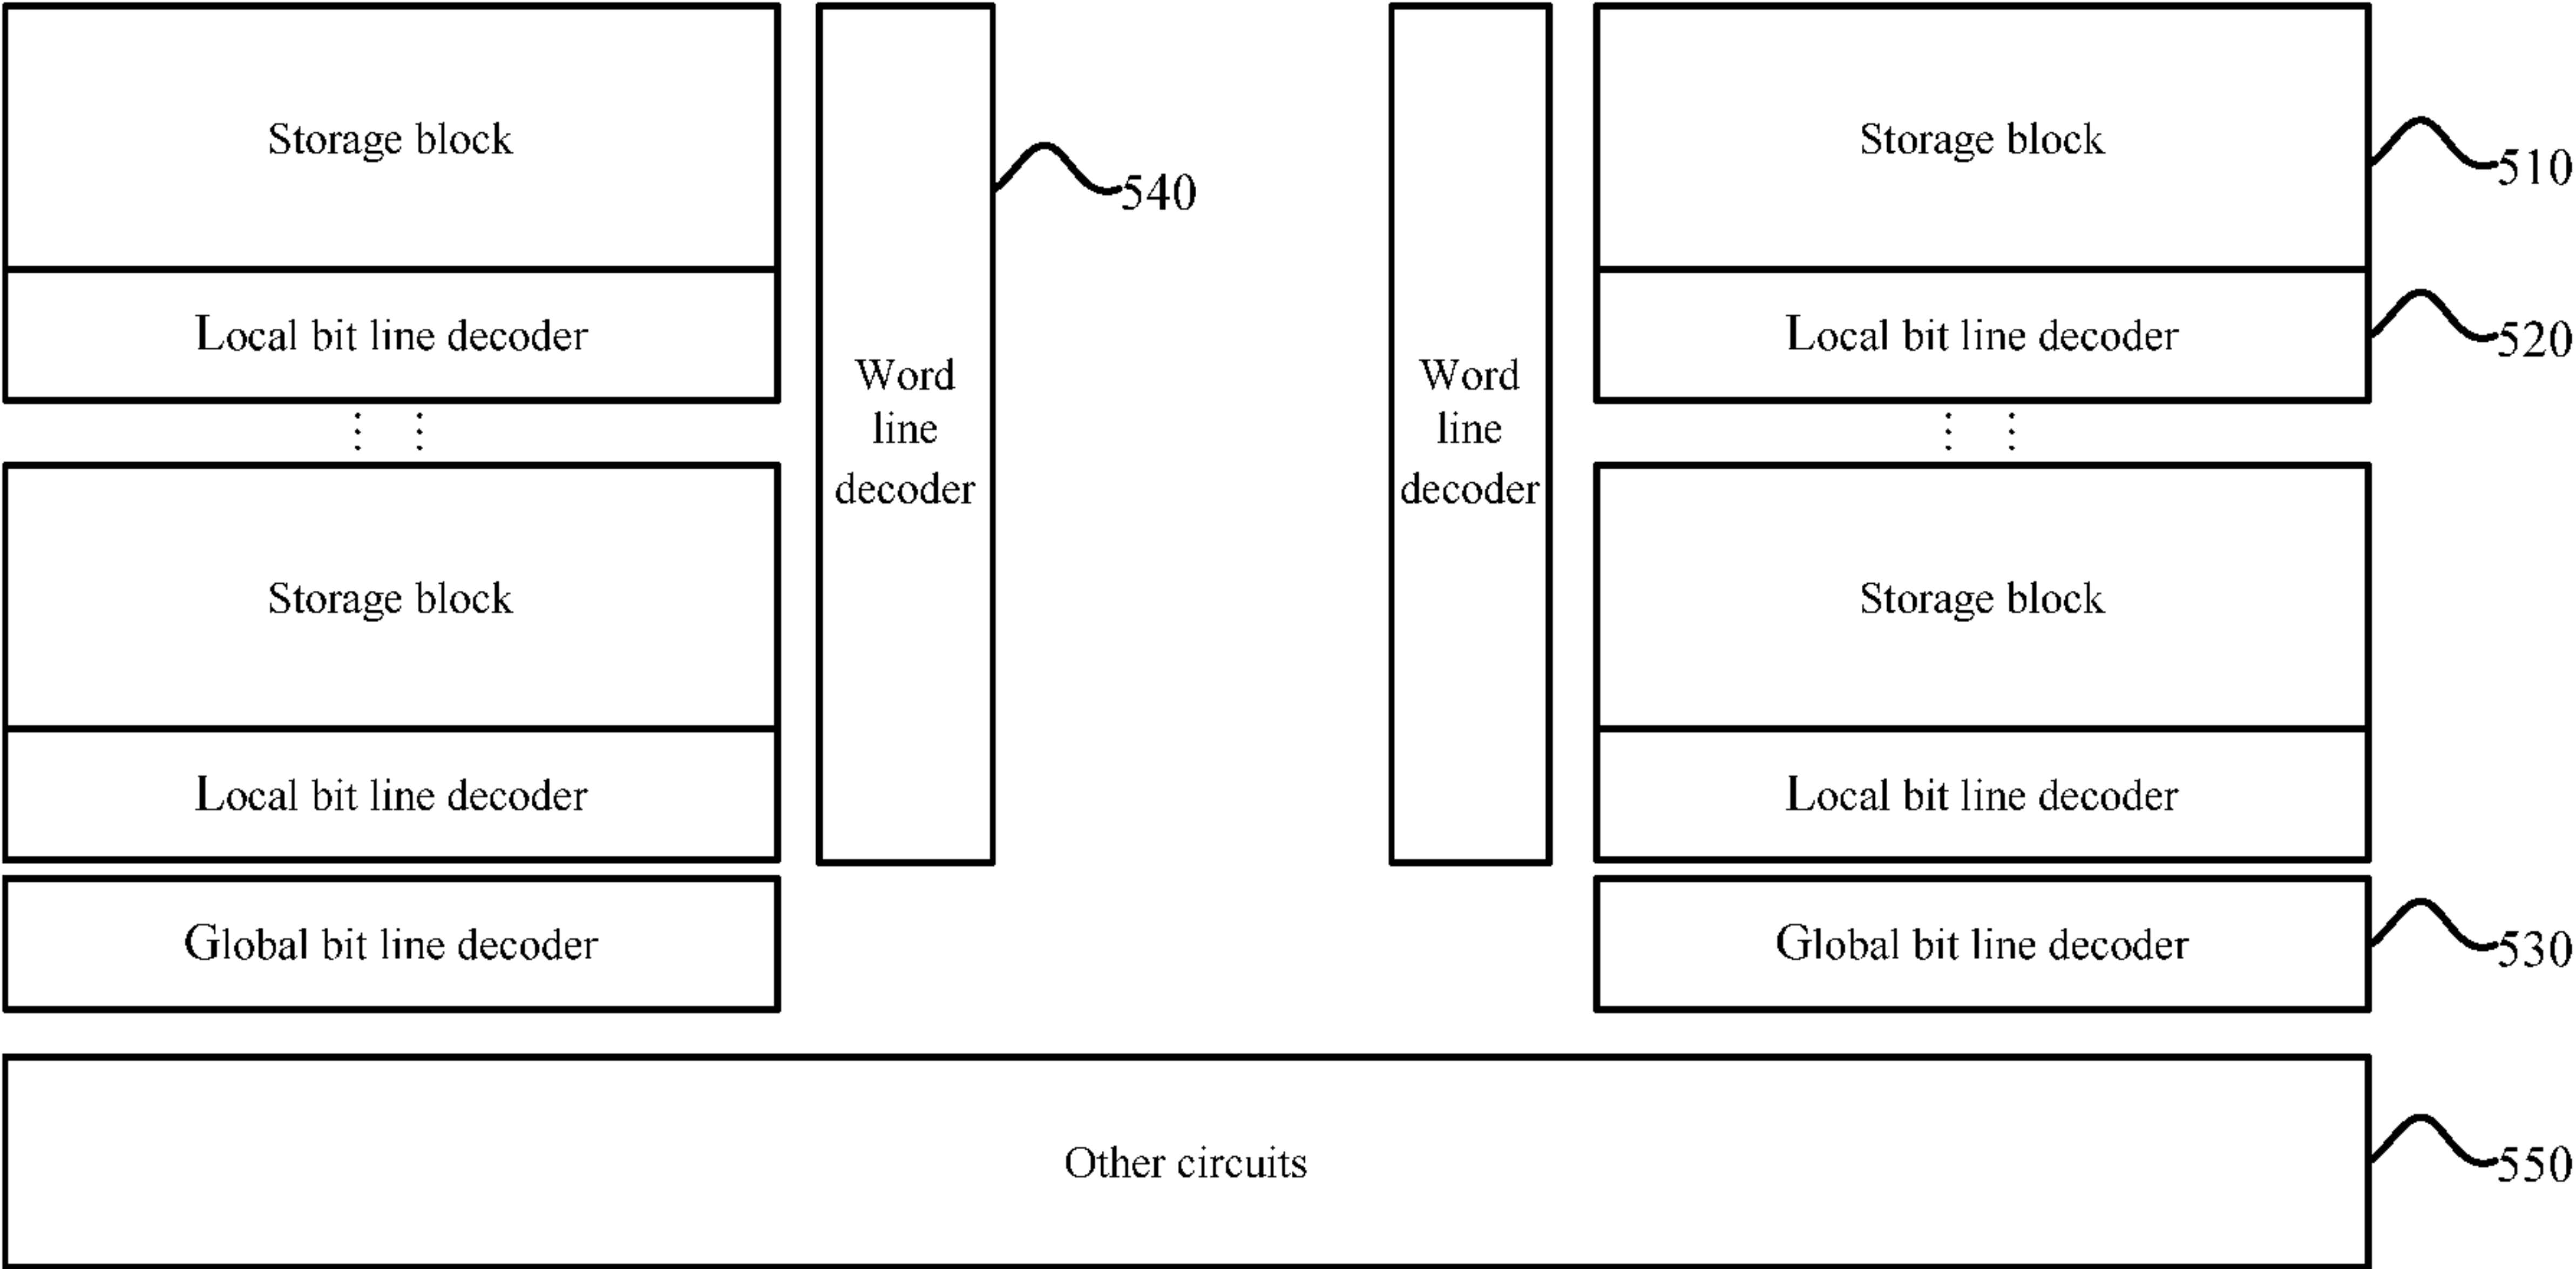 Storage block
Local bit line decoder
Storage block
Local bit line decoder
Global bit line decoder
Word
line
decoder
540
Word
line
decoder
Storage block
510
Local bit line decoder
520
Storage block
Local bit line decoder
Global bit line decoder
530
Other circuits
550